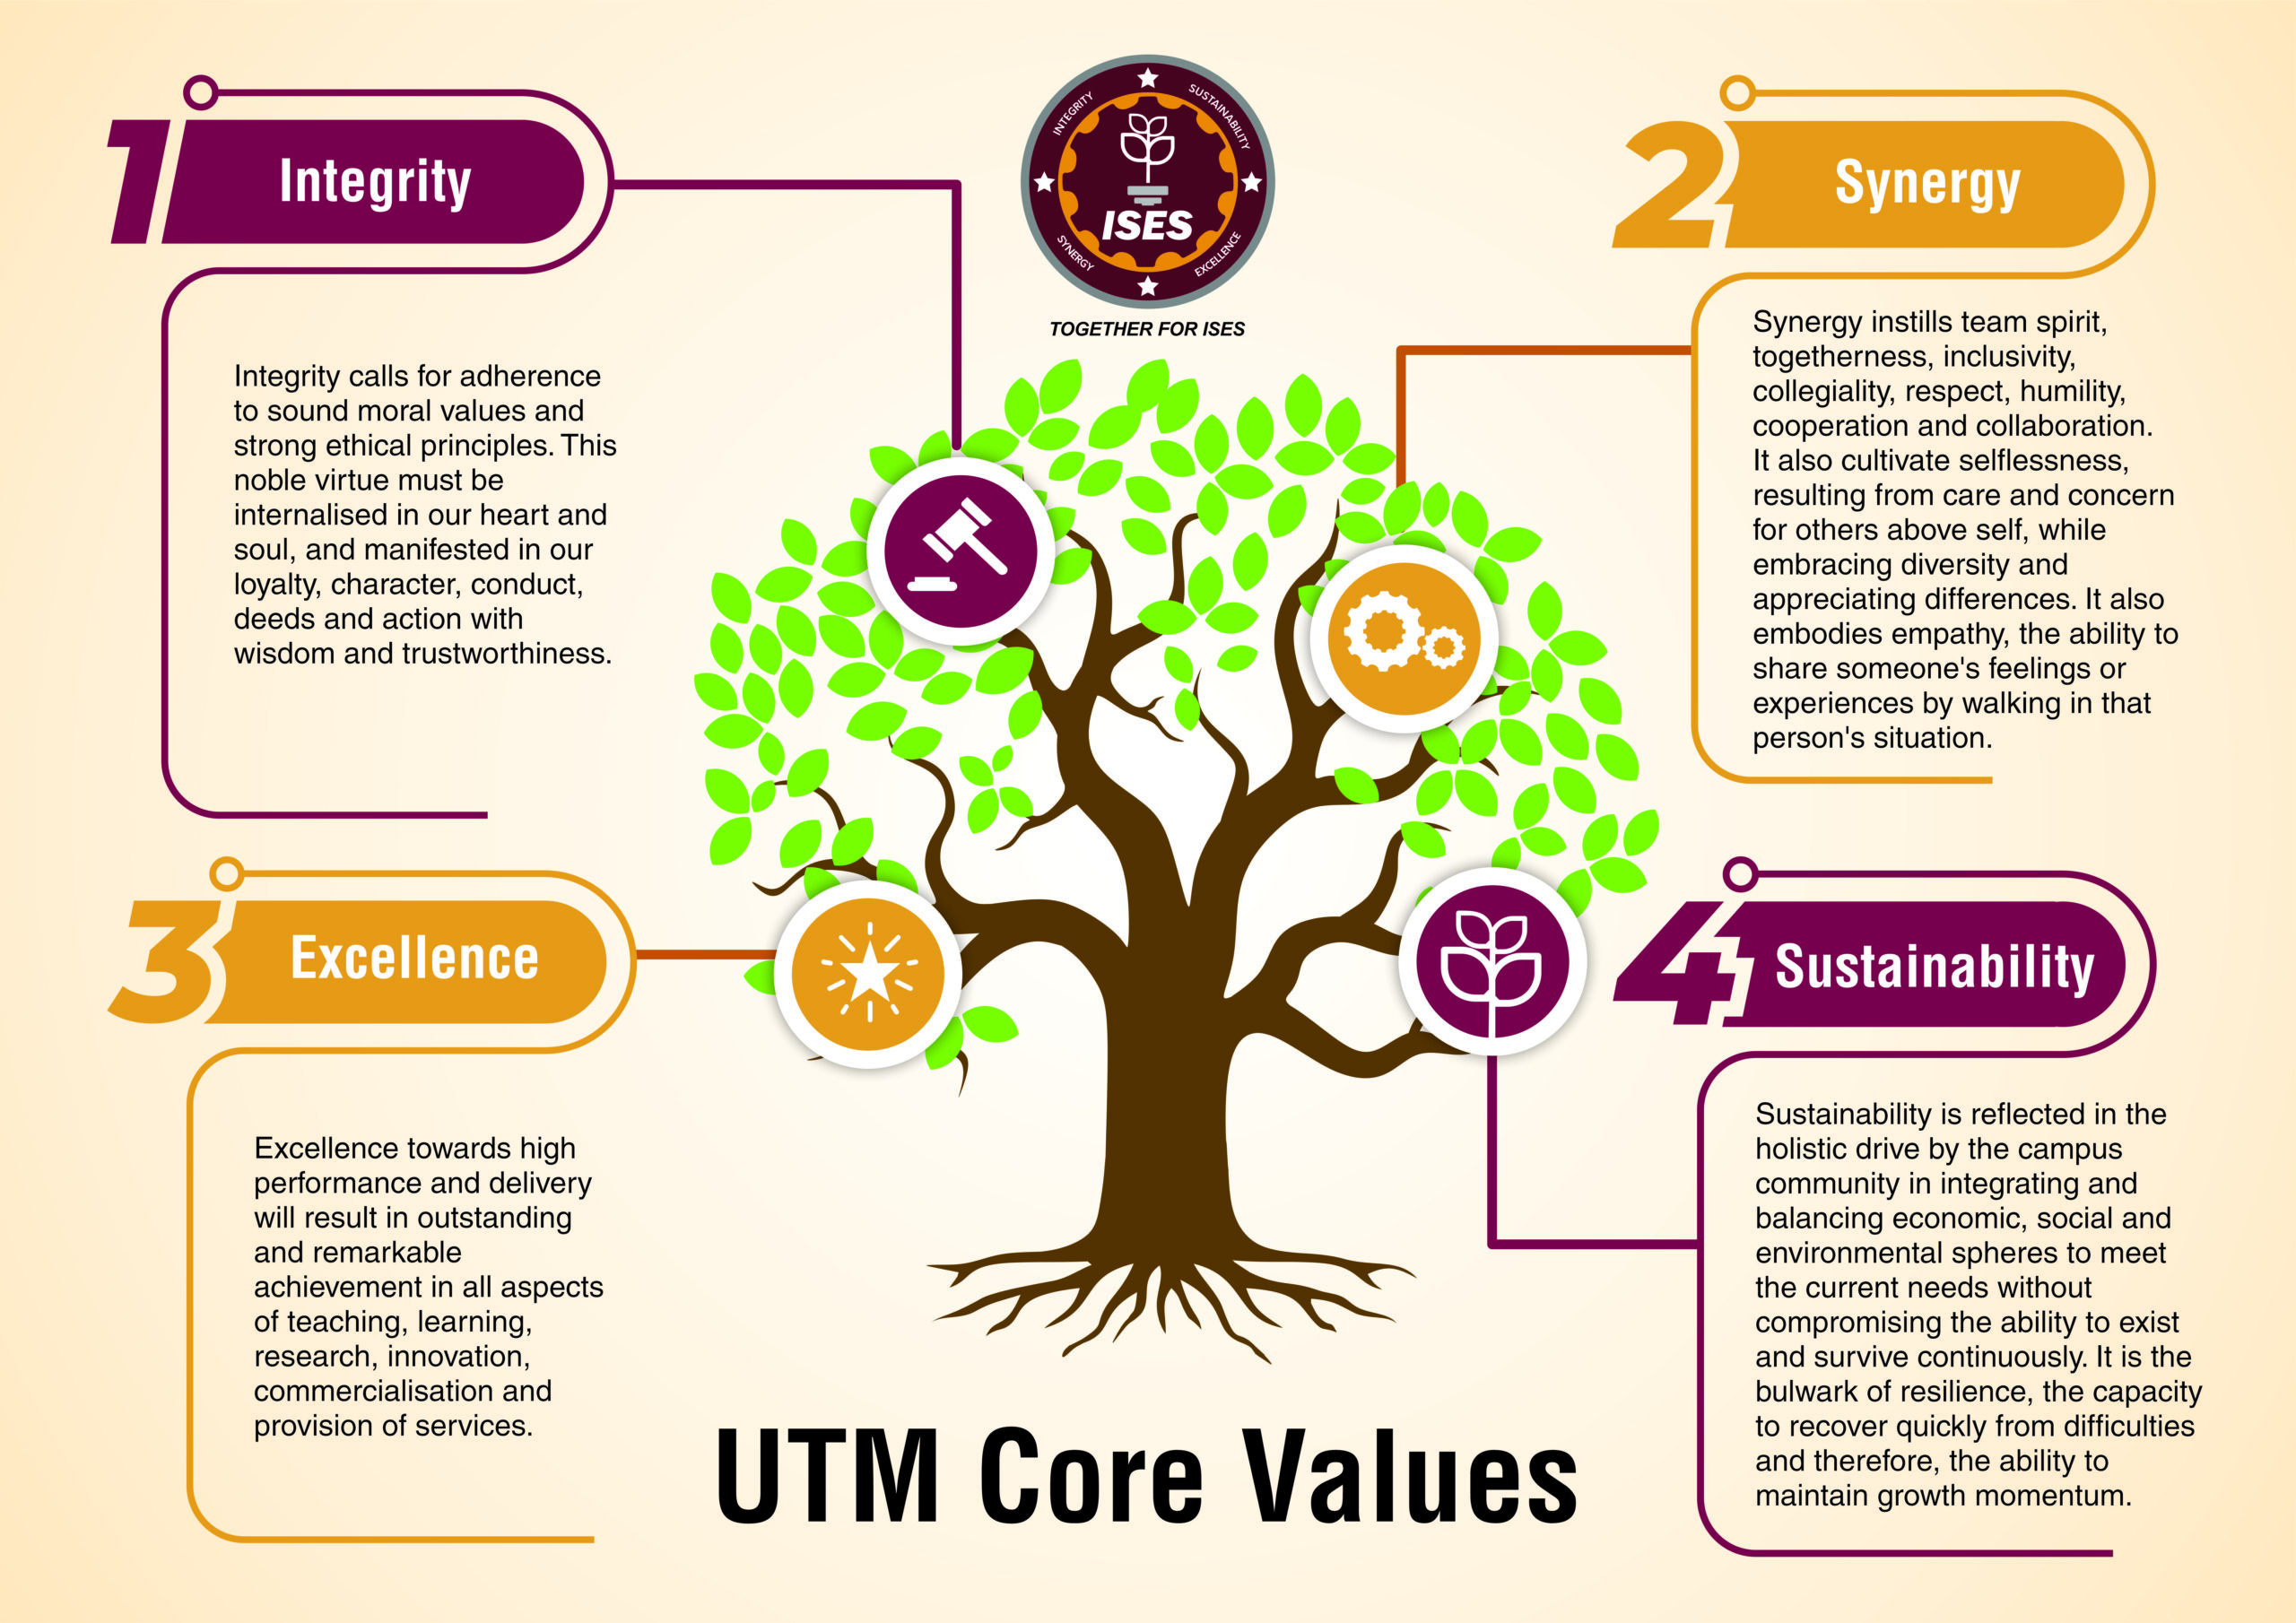 1
Integrity
Integrity calls for adherence
to sound moral values and
strong ethical principles. This
noble virtue must be
internalised in our heart and
soul, and manifested in our
loyalty, character, conduct,
deeds and action with
wisdom and trustworthiness.
INTEGRITY
SUSTAINABILITY
ISES
SYNERGY
EXCELLENCE
TOGETHER FOR ISES
2
Synergy
Synergy instills team spirit,
togetherness, inclusivity,
collegiality, respect, humility,
cooperation and collaboration.
It also cultivate selflessness,
resulting from care and concern
for others above self, while
embracing diversity and
appreciating differences. It also
embodies empathy, the ability to
share someone's feelings or
experiences by walking in that
person's situation.
3
Excellence
Excellence towards high
performance and delivery
will result in outstanding
and remarkable
achievement in all aspects
of teaching, learning,
research, innovation,
commercialisation and
provision of services.
4
Sustainability
Sustainability is reflected in the
holistic drive by the campus
community in integrating and
balancing economic, social and
environmental spheres to meet
the current needs without
compromising the ability to exist
and survive continuously. It is the
bulwark of resilience, the capacity
to recover quickly from difficulties
and therefore, the ability to
maintain growth momentum.
UTM Core Values